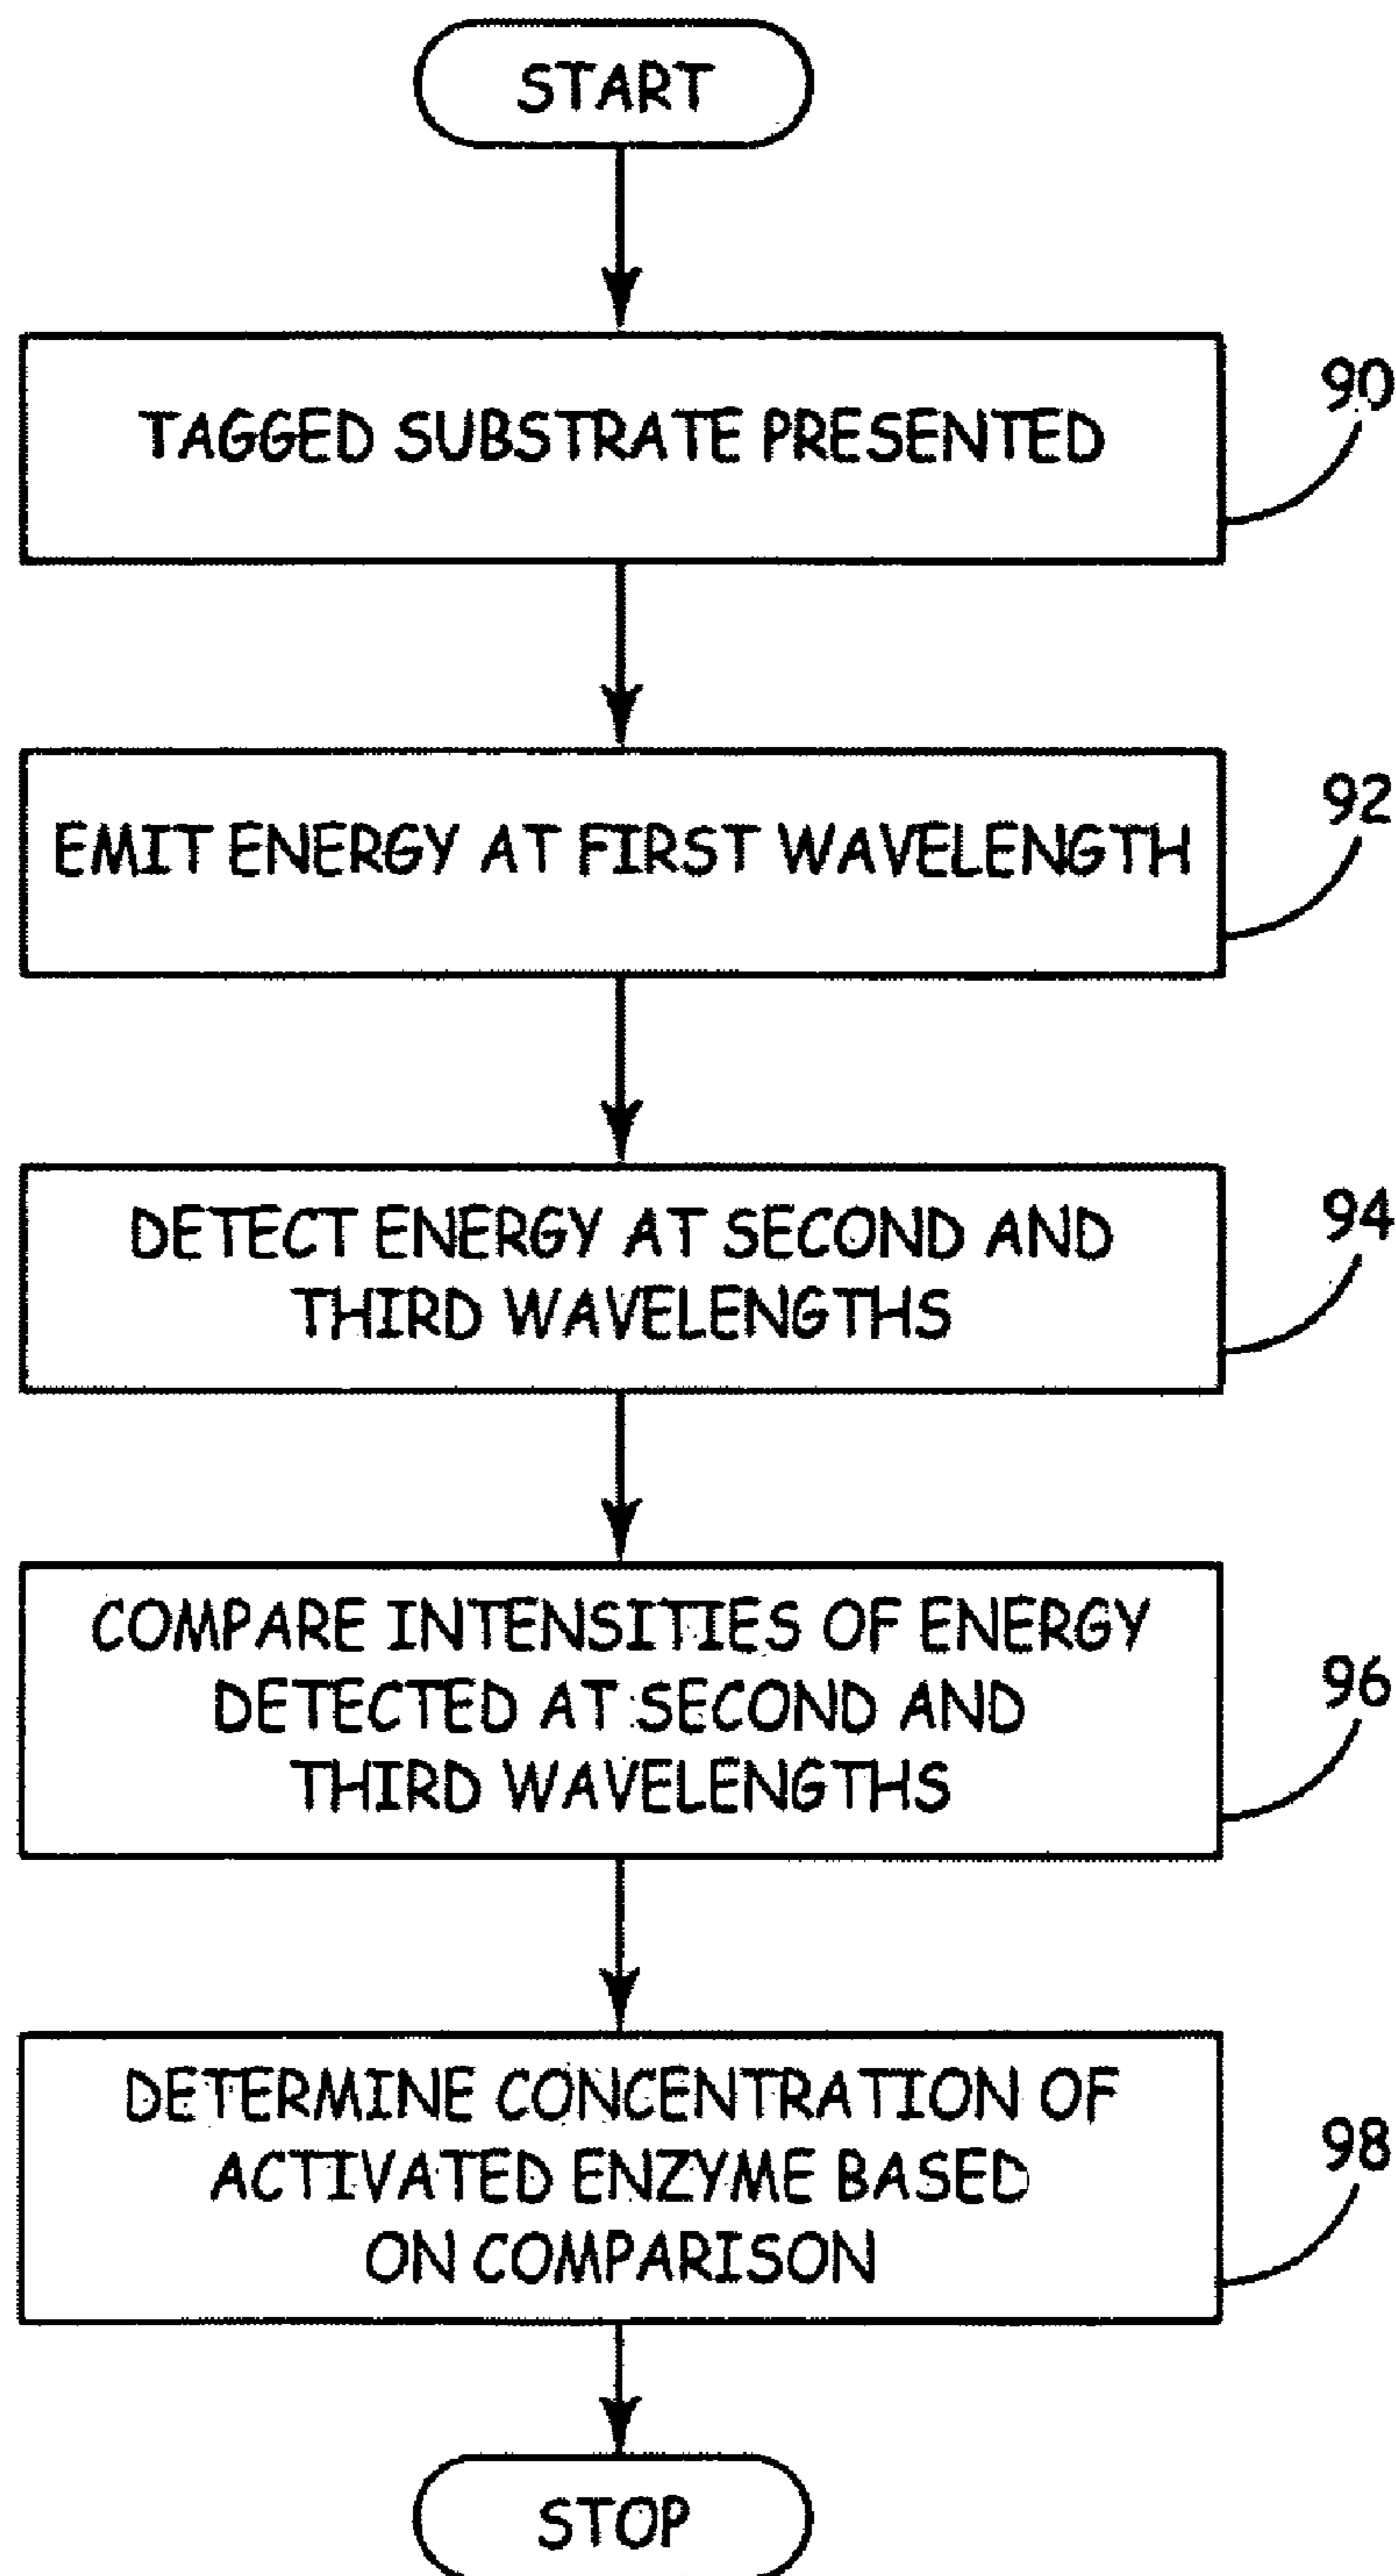 START
TAGGED SUBSTRATE PRESENTED
90
EMIT ENERGY AT FIRST WAVELENGTH
92
DETECT ENERGY AT SECOND AND
THIRD WAVELENGTHS
94
COMPARE INTENSITIES OF ENERGY
DETECTED AT SECOND AND
THIRD WAVELENGTHS
96
DETERMINE CONCENTRATION OF
ACTIVATED ENZYME BASED
ON COMPARISON
98
STOP